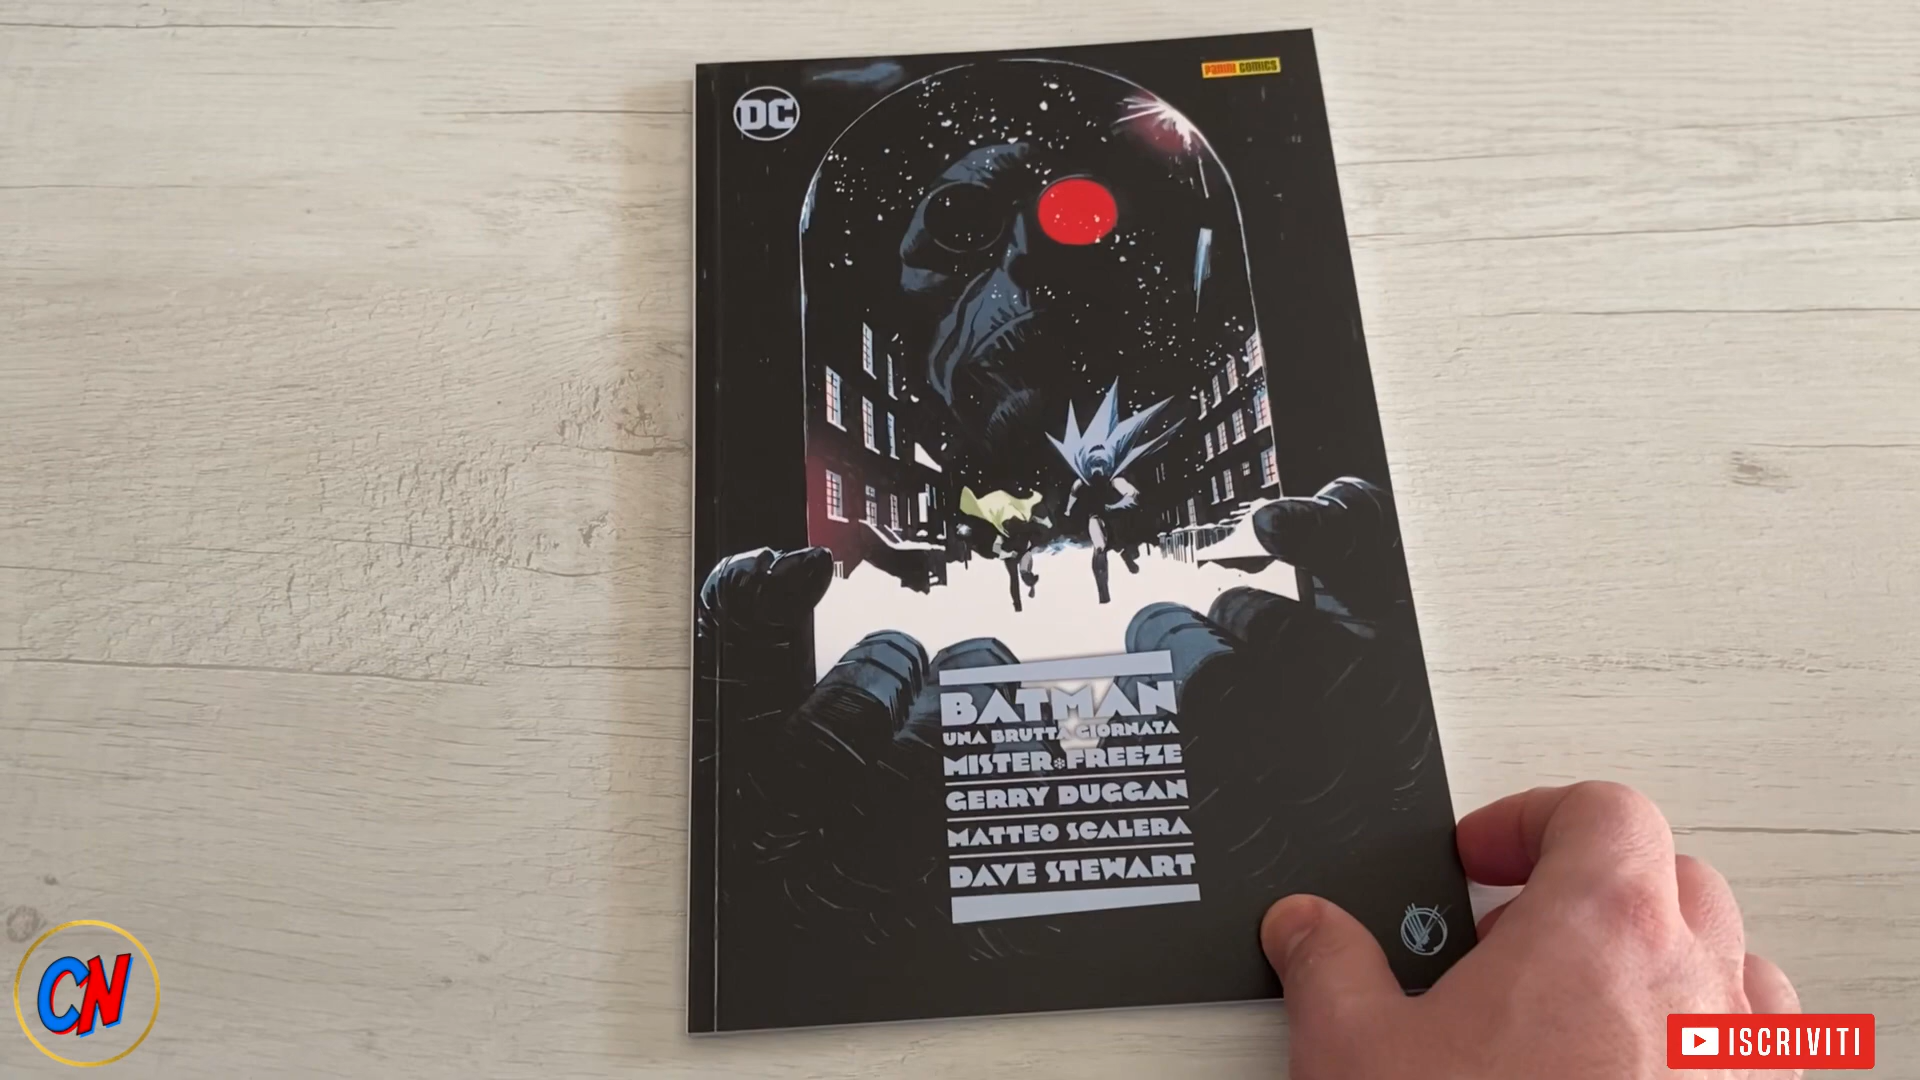 DC
PANINI COMICS
BATMAN
UNA BRUTTA GIORNATA
MISTER FREEZE
GERRY DUGGAN
MATTEO SCALERA
DAVE STEWART
CN
ISCRIVITI